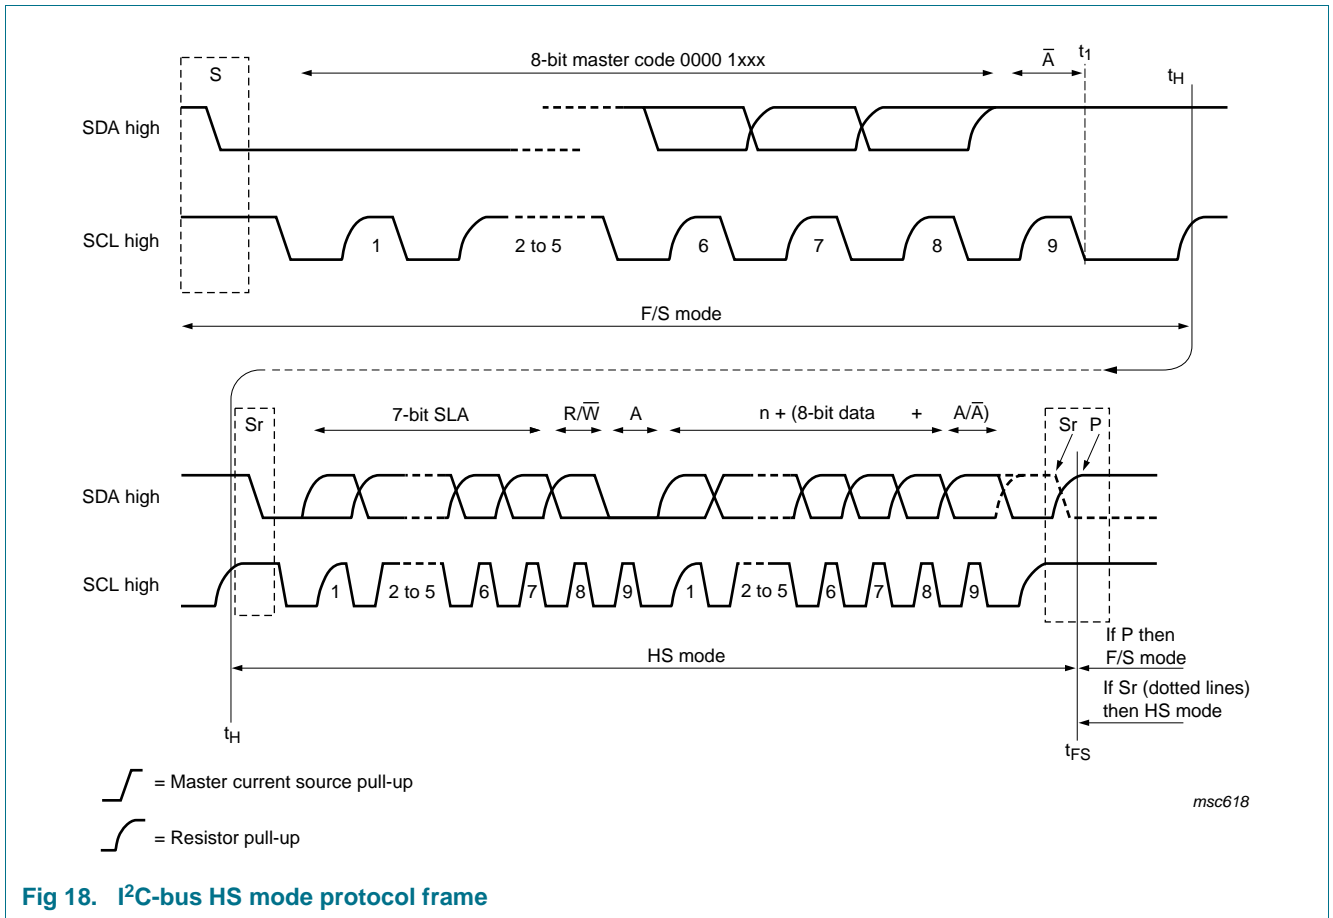 8-bit master code 0000 1xxx
A̅
t1
tH
S
SDA high
SCL high
1
2 to 5
6
7
8
9
F/S mode
Sr
7-bit SLA
R/W̅
A
n + (8-bit data + A/A̅)
Sr P
SDA high
SCL high
1
2 to 5
6
7
8
9
1
2 to 5
6
7
8
9
HS mode
If P then
F/S mode
If Sr (dotted lines)
then HS mode
tH
tFS
= Master current source pull-up
= Resistor pull-up
msc618
Fig 18. I²C-bus HS mode protocol frame